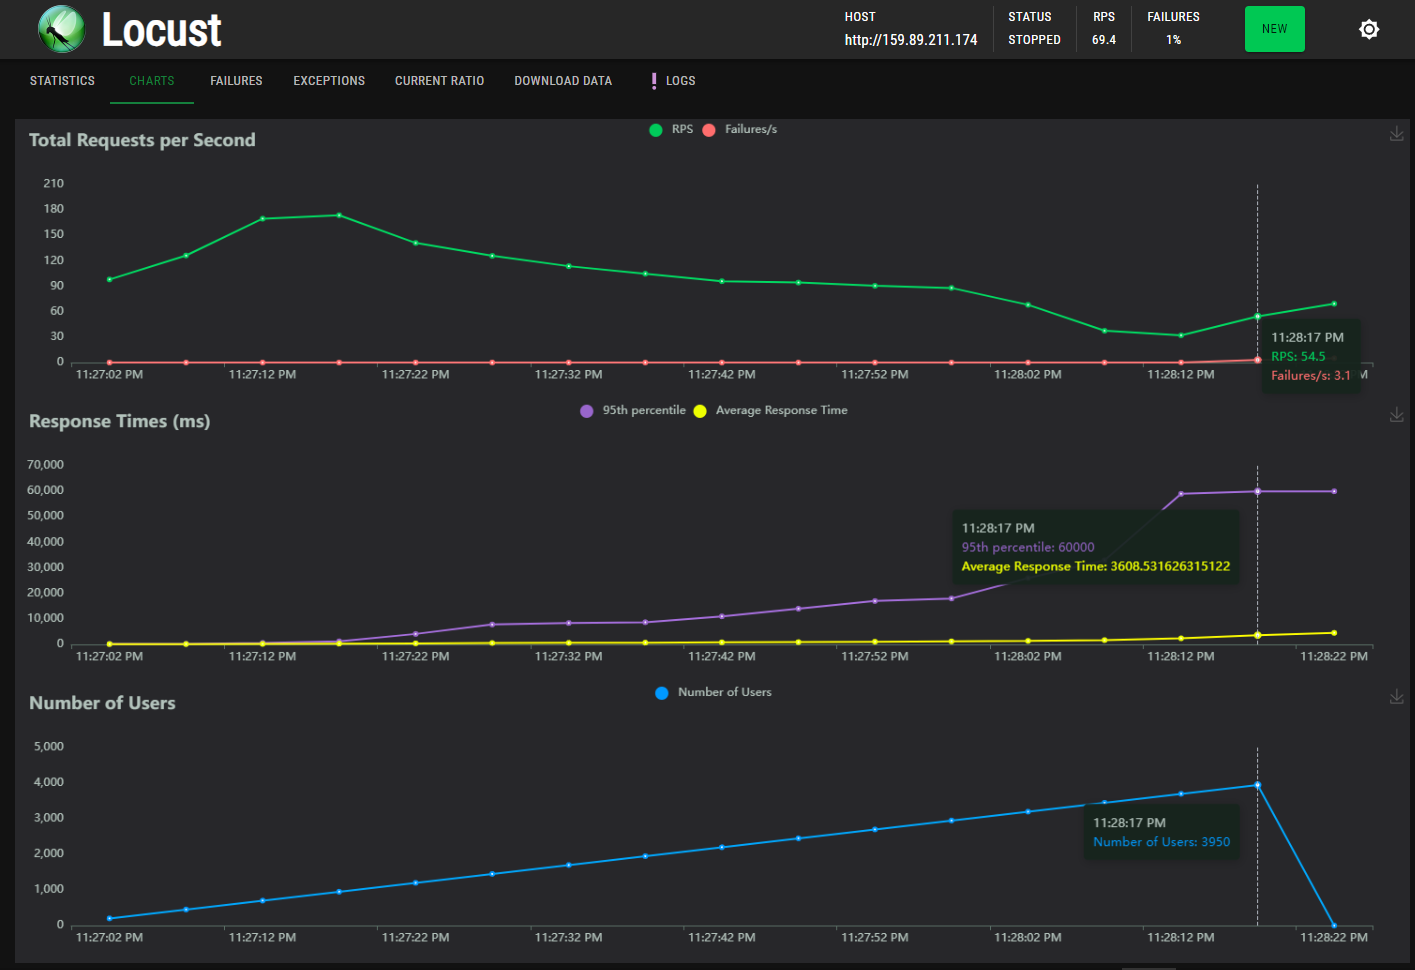 Locust
HOST
http://159.89.211.174
STATUS
STOPPED
RPS
69.4
FAILURES
1%
NEW
STATISTICS
CHARTS
FAILURES
EXCEPTIONS
CURRENT RATIO
DOWNLOAD DATA
LOGS
Total Requests per Second
RPS
Failures/s
210
180
150
120
90
60
30
0
11:27:02 PM
11:27:12 PM
11:27:22 PM
11:27:32 PM
11:27:42 PM
11:27:52 PM
11:28:02 PM
11:28:12 PM
M
11:28:17 PM
RPS: 54.5
Failures/s: 3.1
Response Times (ms)
95th percentile
Average Response Time
70,000
60,000
50,000
40,000
30,000
20,000
10,000
0
11:28:17 PM
95th percentile: 60000
Average Response Time: 3608.531626315122
11:27:02 PM
11:27:12 PM
11:27:22 PM
11:27:32 PM
11:27:42 PM
11:27:52 PM
11:28:02 PM
11:28:12 PM
11:28:22 PM
Number of Users
Number of Users
5,000
4,000
3,000
2,000
1,000
0
11:28:17 PM
Number of Users: 3950
11:27:02 PM
11:27:12 PM
11:27:22 PM
11:27:32 PM
11:27:42 PM
11:27:52 PM
11:28:02 PM
11:28:12 PM
11:28:22 PM